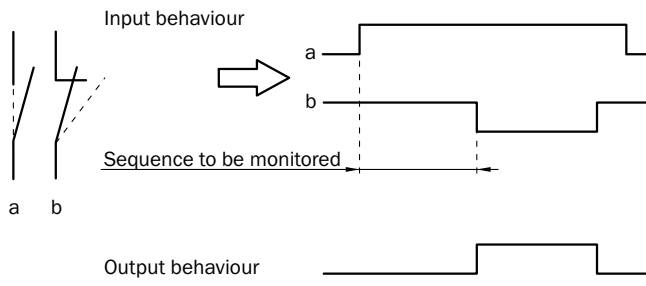 Input behaviour
a
b
Sequence to be monitored
a b
Output behaviour